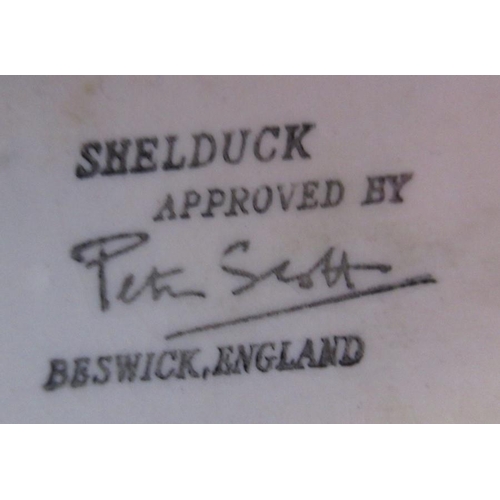 SHELDUCK
APPROVED BY
Peter Scott
BESWICK, ENGLAND